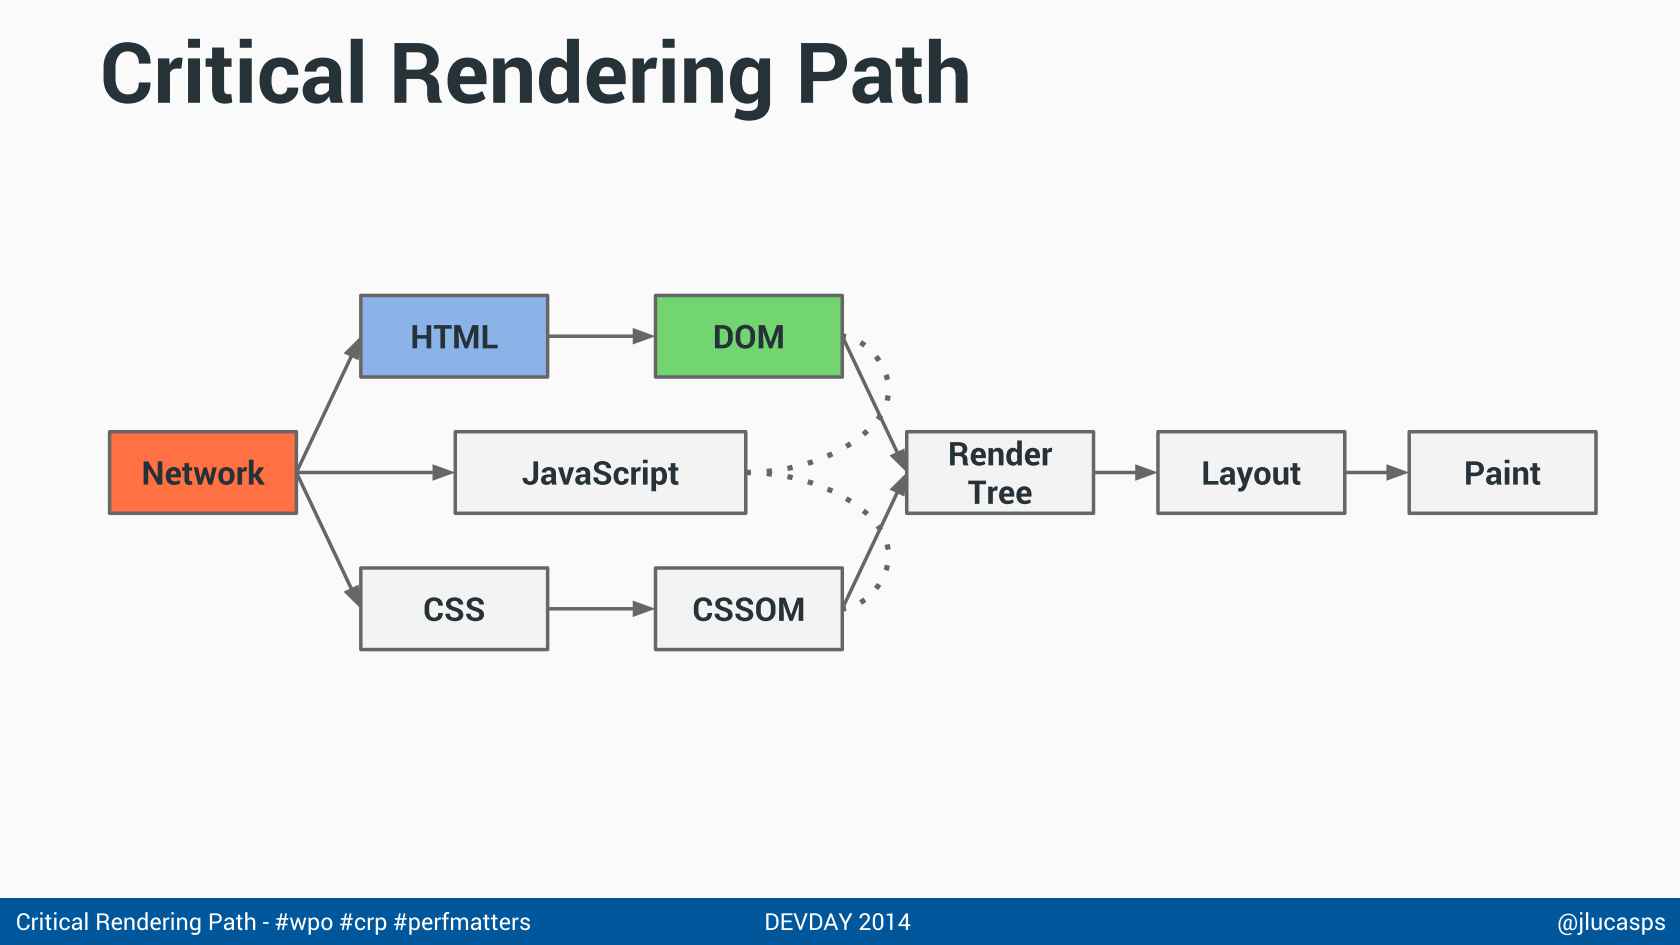 Critical Rendering Path
HTML
DOM
Network
JavaScript
Render
Tree
Layout
Paint
CSS
CSSOM
Critical Rendering Path - #wpo #crp #perfmatters
DEVDAY 2014
@jlucasps